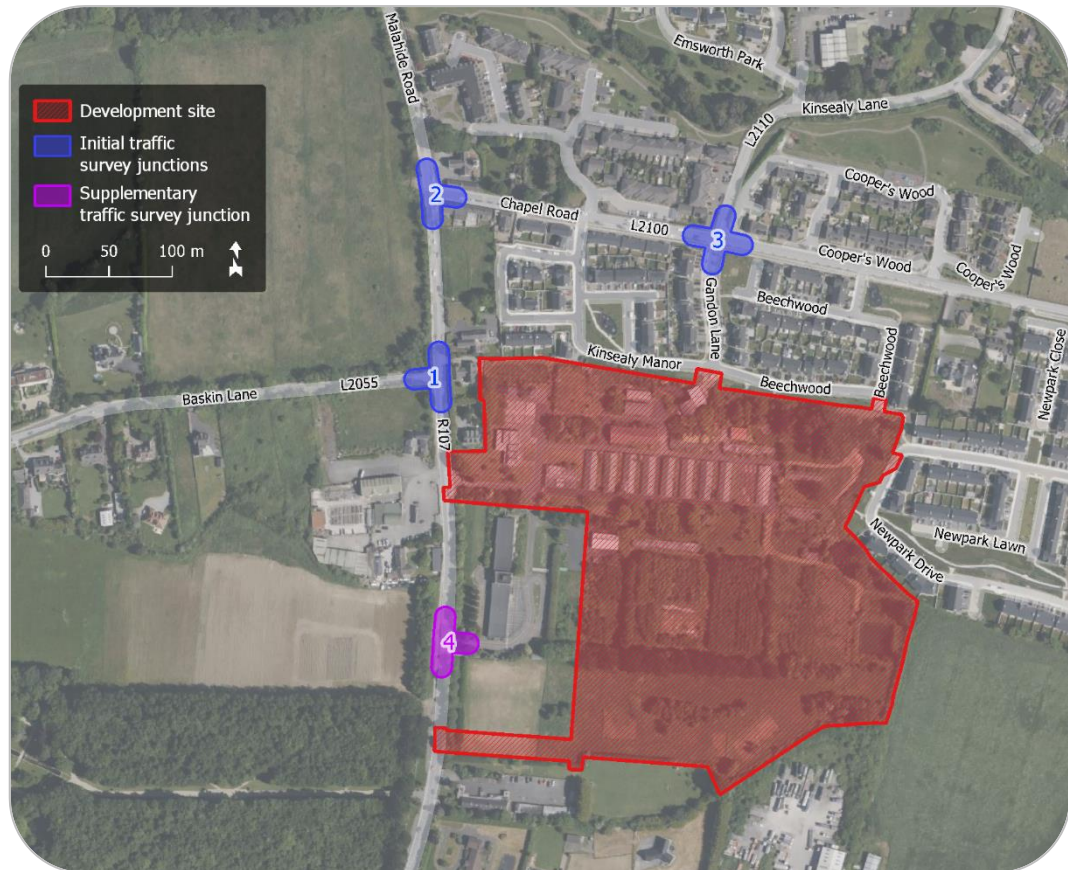 Malahide Road
Emsworth Park
Kinsealy Lane
L2110
Development site
Initial traffic
survey junctions
Supplementary
traffic survey junction
0 50 100 m
2
Chapel Road
L2100
3
Cooper's Wood
Cooper's Wood
Cooper's Wood
Gandon Lane
Beechwood
Kinsealy Manor
Beechwood
Beechwood
Newpark Close
1
L2055
Baskin Lane
R107
Newpark Lawn
Newpark Drive
4